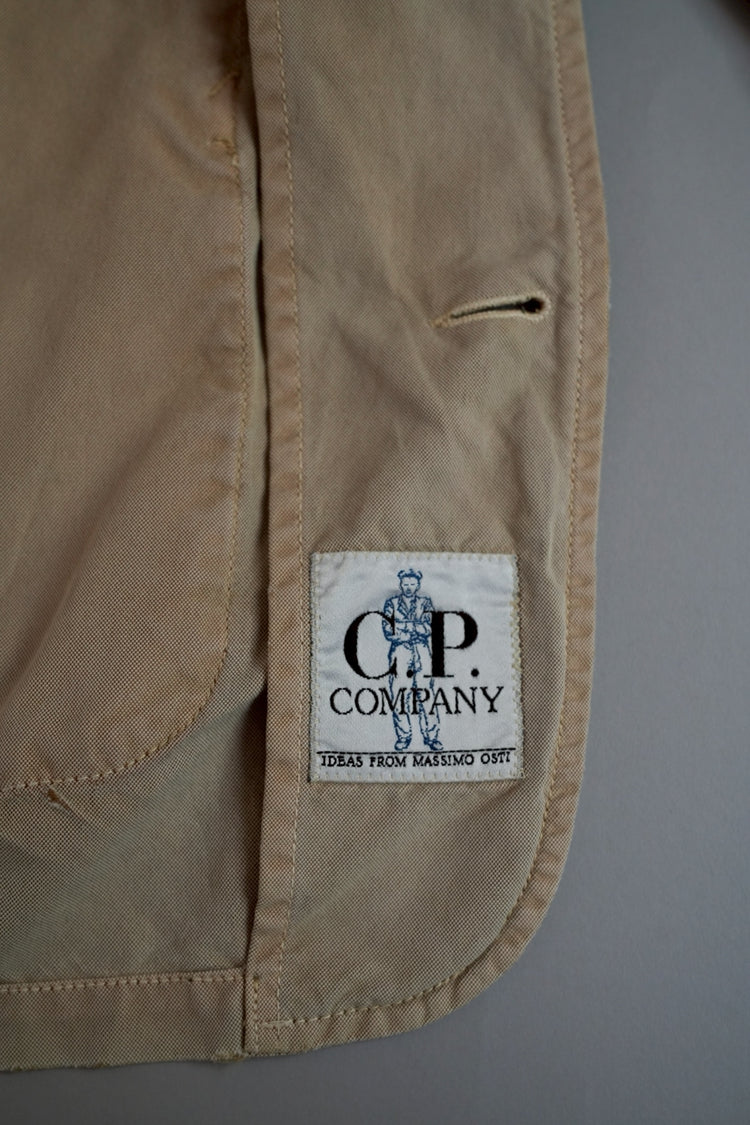 C.P.
COMPANY
IDEAS FROM MASSIMO OSTI